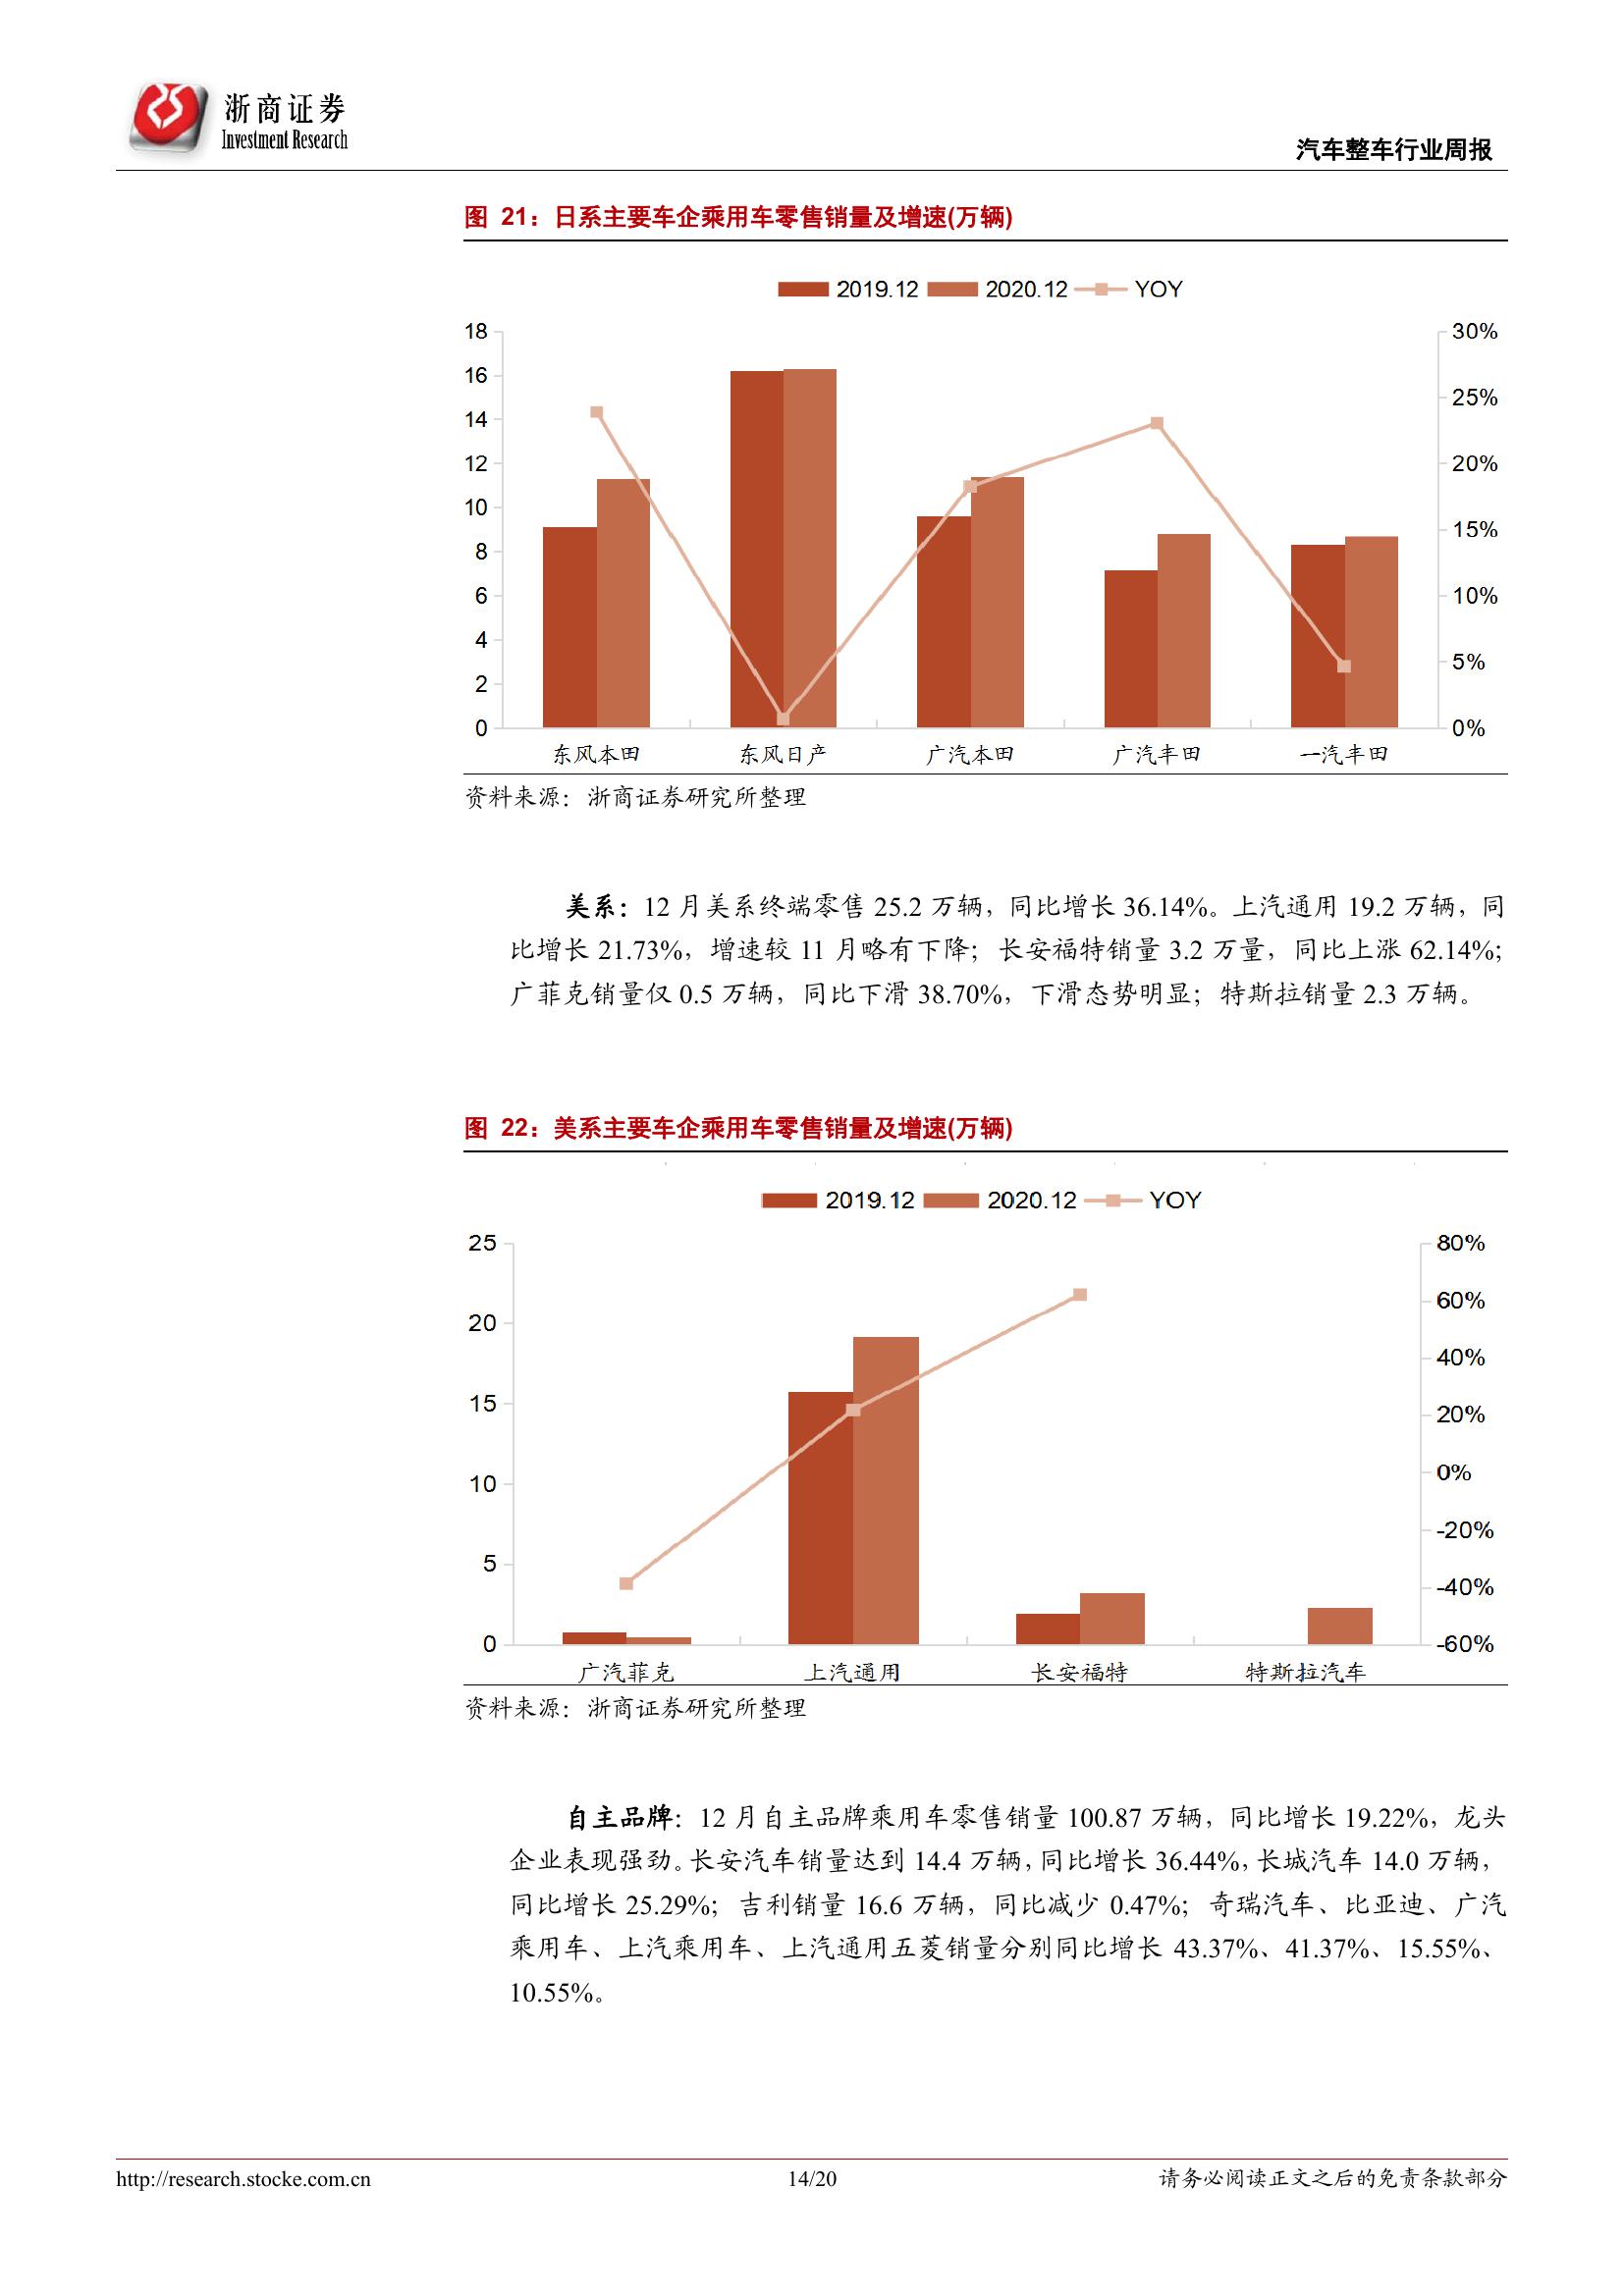 浙商证券
Investment Research
汽车整车行业周报
图 21：日系主要车企乘用车零售销量及增速(万辆)
2019.12 2020.12 YOY
18 30%
16 25%
14
12 20%
10
8 15%
6 10%
4 5%
2
0 0%
东风本田 东风日产 广汽本田 广汽丰田 一汽丰田
资料来源：浙商证券研究所整理
美系：12 月美系终端零售 25.2 万辆，同比增长 36.14%。上汽通用 19.2 万辆，同
比增长 21.73%，增速较 11 月略有下降；长安福特销量 3.2 万量，同比上涨 62.14%；
广菲克销量仅 0.5 万辆，同比下滑 38.70%，下滑态势明显；特斯拉销量 2.3 万辆。
图 22：美系主要车企乘用车零售销量及增速(万辆)
2019.12 2020.12 YOY
25 80%
20 60%
15 40%
20%
10 0%
-20%
5 -40%
0 -60%
广汽菲克 上汽通用 长安福特 特斯拉汽车
资料来源：浙商证券研究所整理
自主品牌：12 月自主品牌乘用车零售销量 100.87 万辆，同比增长 19.22%，龙头
企业表现强劲。长安汽车销量达到 14.4 万辆，同比增长 36.44%，长城汽车 14.0 万辆，
同比增长 25.29%；吉利销量 16.6 万辆，同比减少 0.47%；奇瑞汽车、比亚迪、广汽
乘用车、上汽乘用车、上汽通用五菱销量分别同比增长 43.37%、41.37%、15.55%、
10.55%。
http://research.stocke.com.cn 14/20 请务必阅读正文之后的免责条款部分